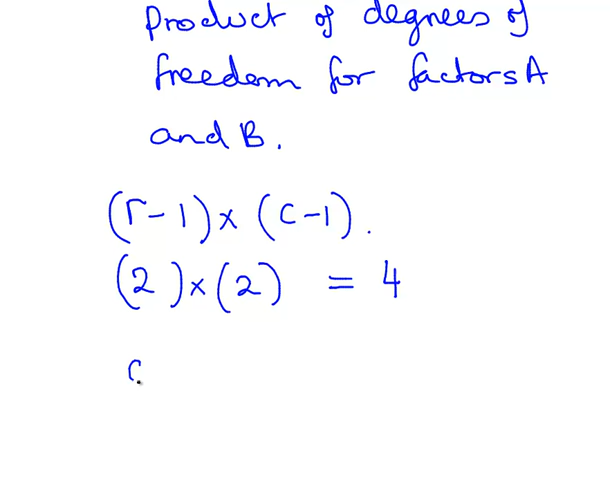 Product of degrees of
freedom for factors A
and B.
(r-1) x (c-1).
(2) x (2) = 4